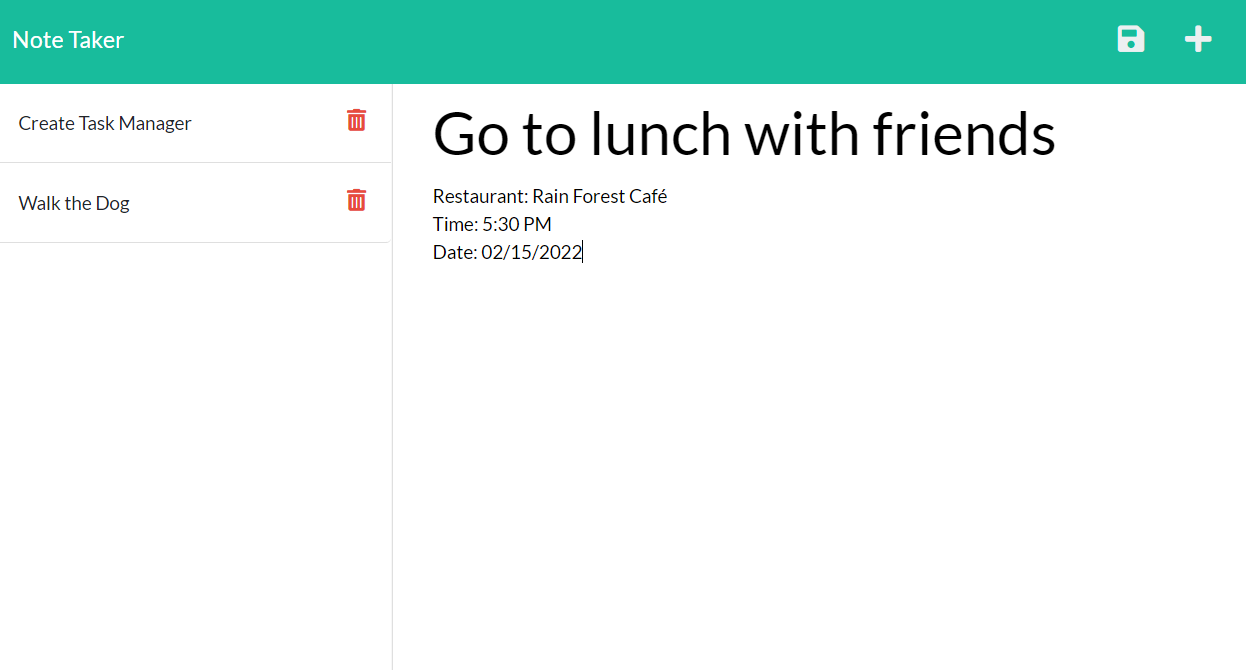 Note Taker
Create Task Manager
Walk the Dog
Go to lunch with friends
Restaurant: Rain Forest Café
Time: 5:30 PM
Date: 02/15/2022